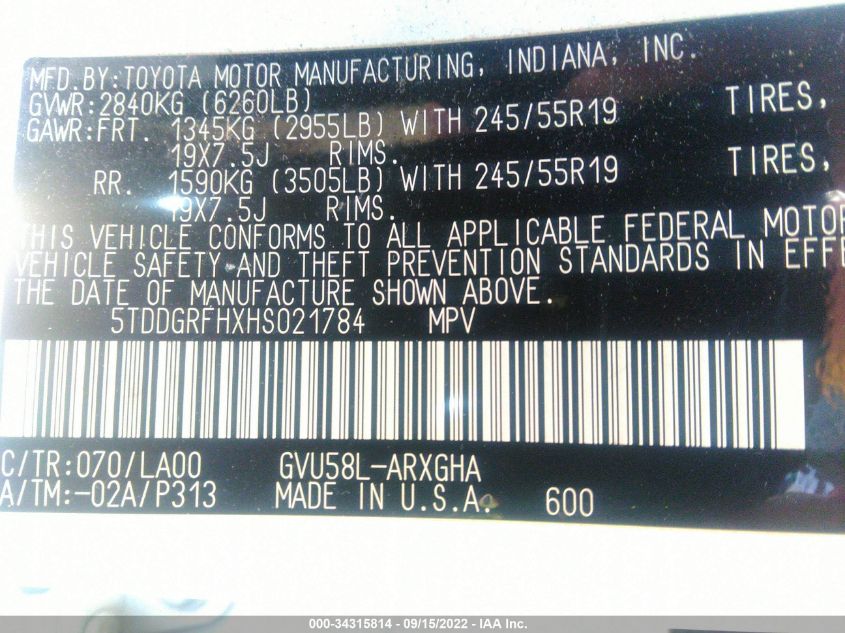 MFD.BY:TOYOTA MOTOR MANUFACTURING, INDIANA, INC.
GVWR:2840KG (6260LB)
GAWR:FRT. 1345KG (2955LB) WITH 245/55R19 TIRES,
19X7.5J RIMS.
RR. 1590KG (3505LB) WITH 245/55R19 TIRES,
19X7.5J RIMS.
THIS VEHICLE CONFORMS TO ALL APPLICABLE FEDERAL MOTOR
VEHICLE SAFETY AND THEFT PREVENTION STANDARDS IN EFFE
THE DATE OF MANUFACTURE SHOWN ABOVE.
5TDDGRFHXHS021784 MPV
C/TR:070/LA00 GVU58L-ARXGHA
A/TM:-02A/P313 MADE IN U.S.A. 600
000-34315814 - 09/15/2022 - IAA Inc.